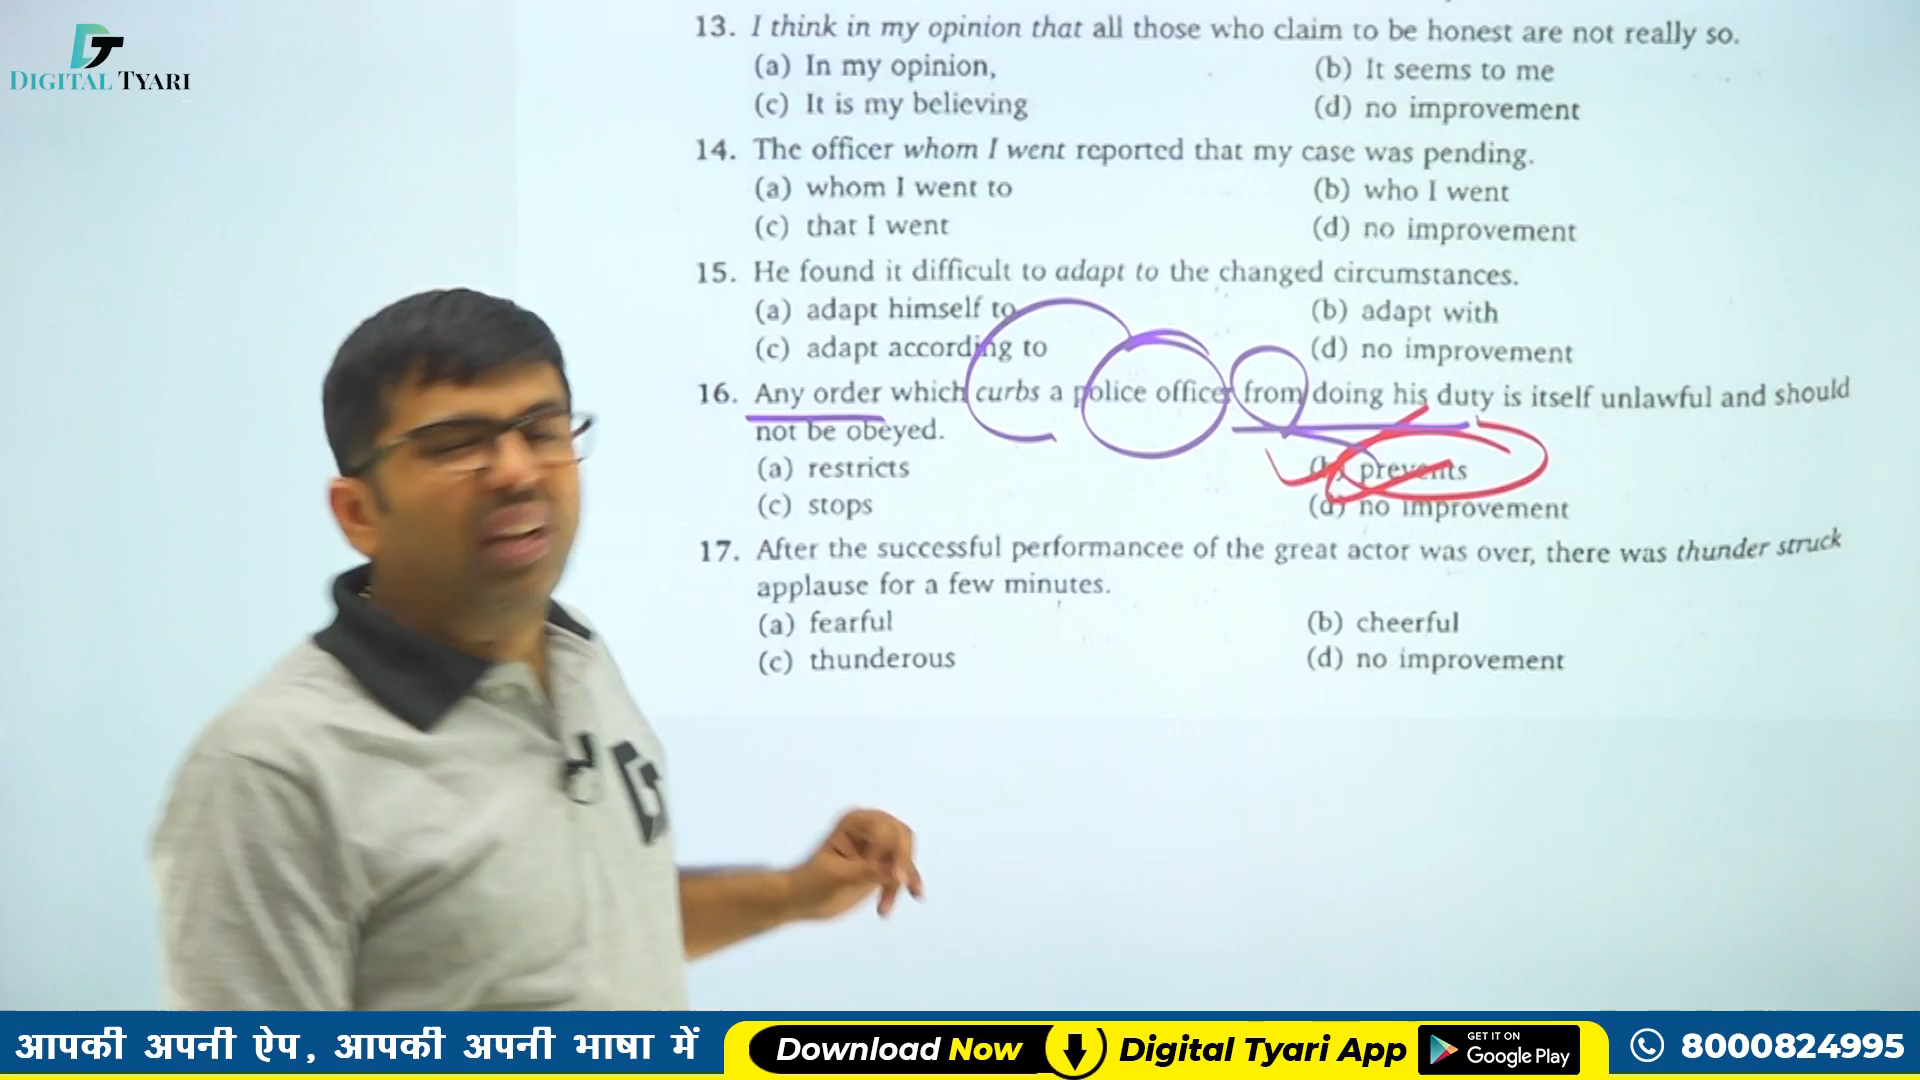 DT
DIGITAL TYARI
13. I think in my opinion that all those who claim to be honest are not really so.
(a) In my opinion, (b) It seems to me
(c) It is my believing (d) no improvement
14. The officer whom I went reported that my case was pending.
(a) whom I went to (b) who I went
(c) that I went (d) no improvement
15. He found it difficult to adapt to the changed circumstances.
(a) adapt himself to (b) adapt with
(c) adapt according to (d) no improvement
16. Any order which curbs a police officer from doing his duty is itself unlawful and should
not be obeyed.
(a) restricts (b) prevents
(c) stops (d) no improvement
17. After the successful performancee of the great actor was over, there was thunder struck
applause for a few minutes.
(a) fearful (b) cheerful
(c) thunderous (d) no improvement
आपकी अपनी ऐप, आपकी अपनी भाषा में Download Now Digital Tyari App GET IT ON Google Play 8000824995